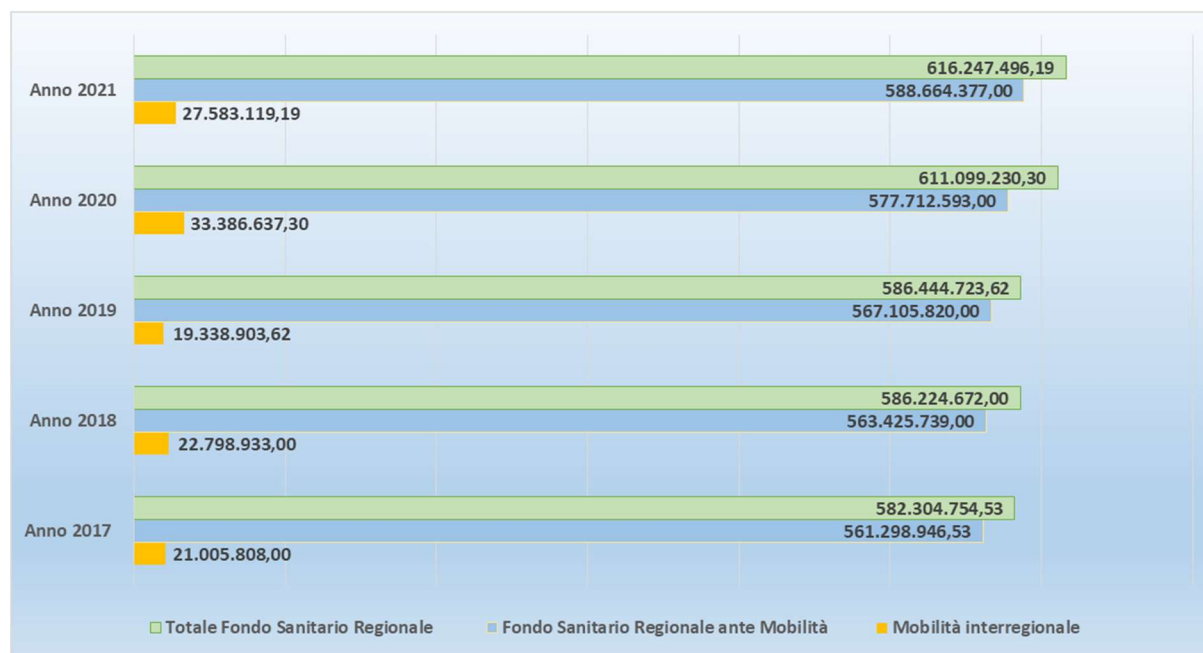 616.247.496,19
Anno 2021
588.664.377,00
27.583.119,19
611.099.230,30
Anno 2020
577.712.593,00
33.386.637,30
586.444.723,62
Anno 2019
567.105.820,00
19.338.903,62
586.224.672,00
Anno 2018
563.425.739,00
22.798.933,00
582.304.754,53
Anno 2017
561.298.946,53
21.005.808,00
Totale Fondo Sanitario Regionale Fondo Sanitario Regionale ante Mobilità Mobilità interregionale